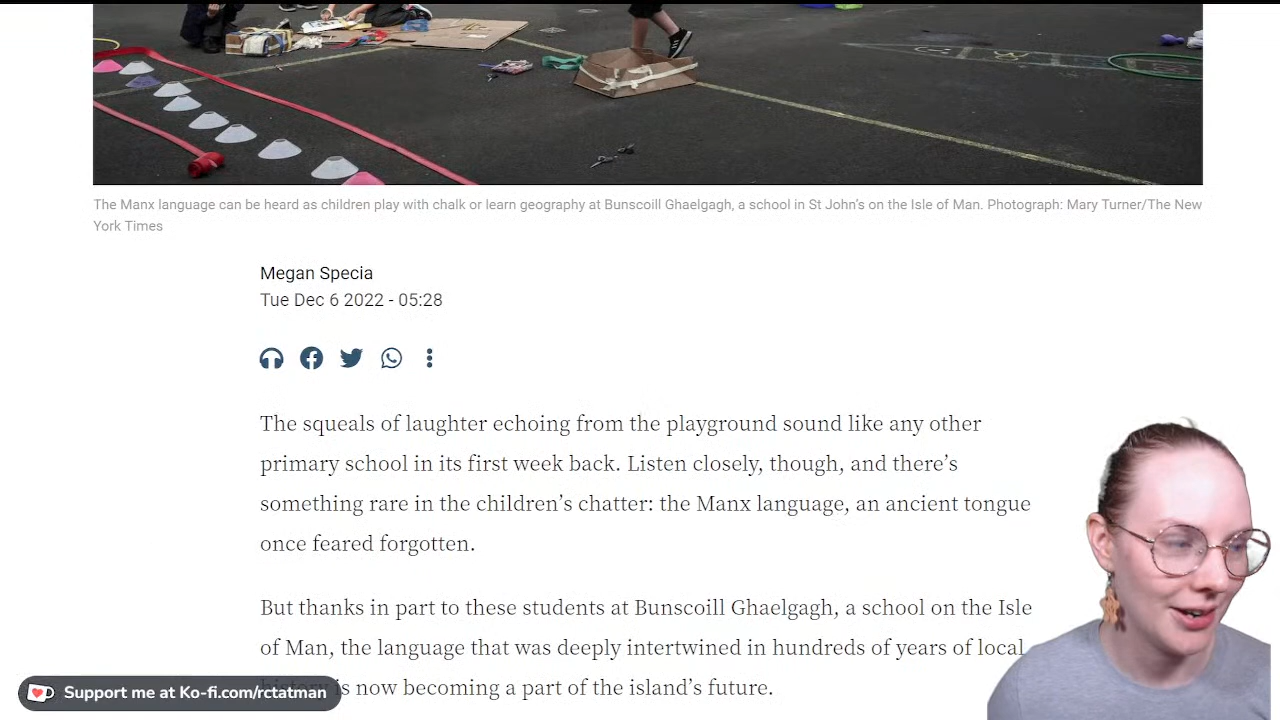 The Manx language can be heard as children play with chalk or learn geography at Bunscoill Ghaelgagh, a school in St John's on the Isle of Man. Photograph: Mary Turner/The New
York Times
Megan Specia
Tue Dec 6 2022 - 05:28
The squeals of laughter echoing from the playground sound like any other
primary school in its first week back. Listen closely, though, and there's
something rare in the children's chatter: the Manx language, an ancient tongue
once feared forgotten.
But thanks in part to these students at Bunscoill Ghaelgagh, a school on the Isle
of Man, the language that was deeply intertwined in hundreds of years of local
is now becoming a part of the island's future.
Support me at Ko-fi.com/rctatman